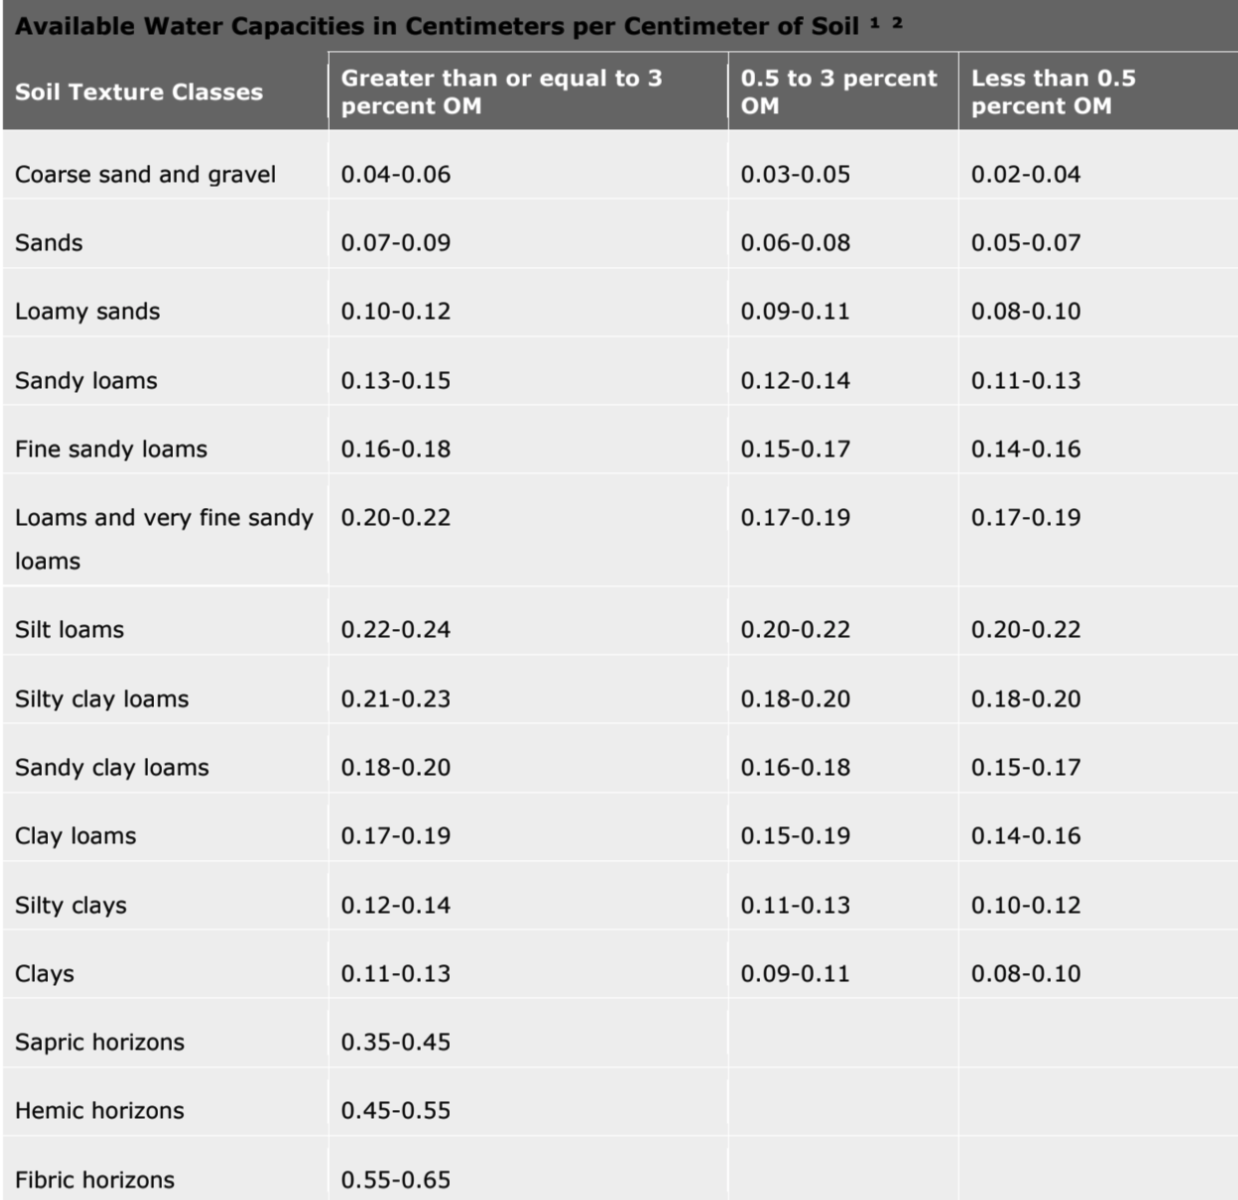 Available Water Capacities in Centimeters per Centimeter of Soil ¹ ²
Soil Texture Classes Greater than or equal to 3 percent OM 0.5 to 3 percent OM Less than 0.5 percent OM
Coarse sand and gravel 0.04-0.06 0.03-0.05 0.02-0.04
Sands 0.07-0.09 0.06-0.08 0.05-0.07
Loamy sands 0.10-0.12 0.09-0.11 0.08-0.10
Sandy loams 0.13-0.15 0.12-0.14 0.11-0.13
Fine sandy loams 0.16-0.18 0.15-0.17 0.14-0.16
Loams and very fine sandy loams 0.20-0.22 0.17-0.19 0.17-0.19
Silt loams 0.22-0.24 0.20-0.22 0.20-0.22
Silty clay loams 0.21-0.23 0.18-0.20 0.18-0.20
Sandy clay loams 0.18-0.20 0.16-0.18 0.15-0.17
Clay loams 0.17-0.19 0.15-0.19 0.14-0.16
Silty clays 0.12-0.14 0.11-0.13 0.10-0.12
Clays 0.11-0.13 0.09-0.11 0.08-0.10
Sapric horizons 0.35-0.45
Hemic horizons 0.45-0.55
Fibric horizons 0.55-0.65